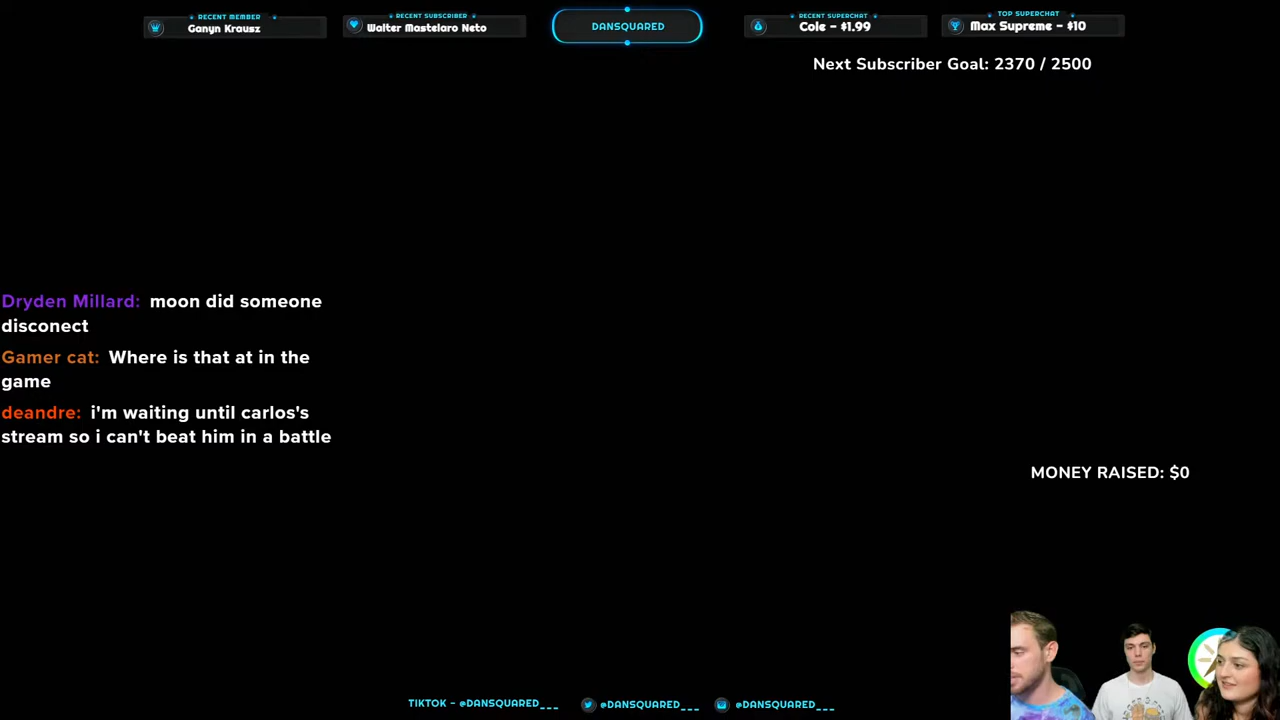 RECENT MEMBER
Ganyn Krausz
RECENT SUBSCRIBER
Walter Mastelaro Neto
DANSQUARED
RECENT SUPERCHAT
Cole - $1.99
TOP SUPERCHAT
Max Supreme - $10
Next Subscriber Goal: 2370 / 2500
Dryden Millard: moon did someone
disconect
Gamer cat: Where is that at in the
game
deandre: i'm waiting until carlos's
stream so i can't beat him in a battle
MONEY RAISED: $0
TIKTOK - @DANSQUARED___
@DANSQUARED___
@DANSQUARED___